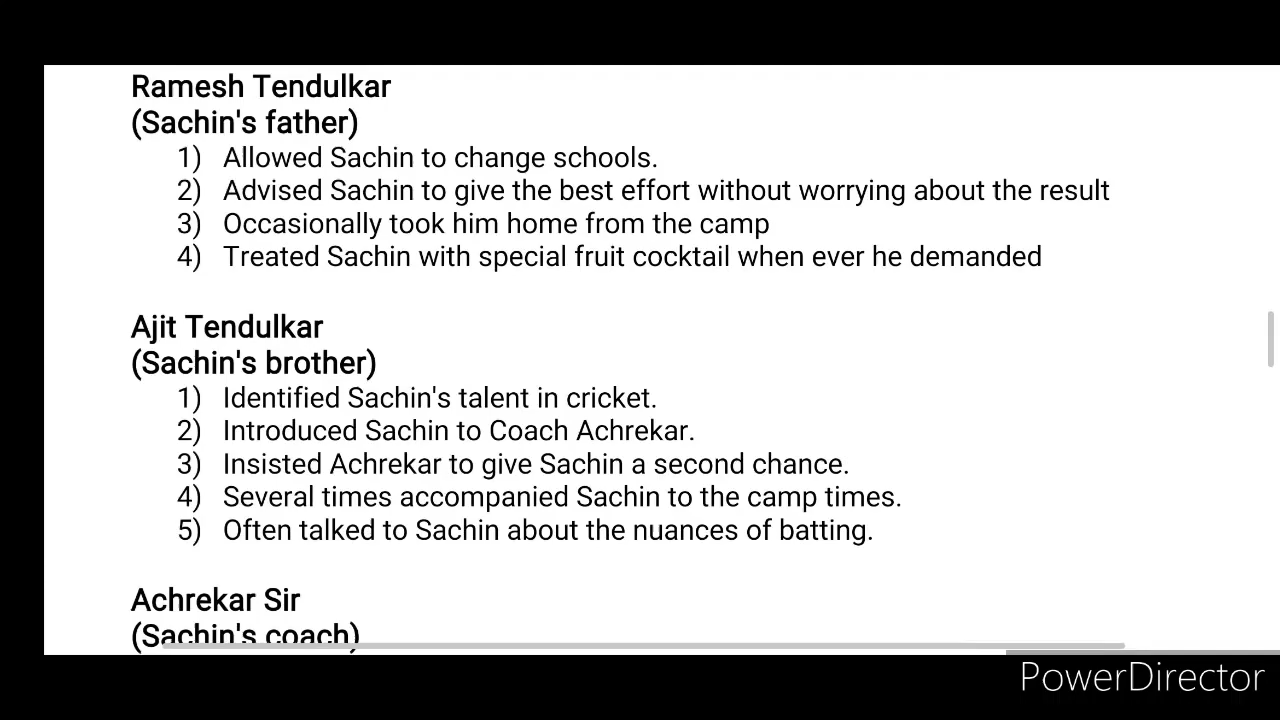 Ramesh Tendulkar
(Sachin's father)
1) Allowed Sachin to change schools.
2) Advised Sachin to give the best effort without worrying about the result
3) Occasionally took him home from the camp
4) Treated Sachin with special fruit cocktail when ever he demanded
Ajit Tendulkar
(Sachin's brother)
1) Identified Sachin's talent in cricket.
2) Introduced Sachin to Coach Achrekar.
3) Insisted Achrekar to give Sachin a second chance.
4) Several times accompanied Sachin to the camp times.
5) Often talked to Sachin about the nuances of batting.
Achrekar Sir
(Sachin's coach)
PowerDirector